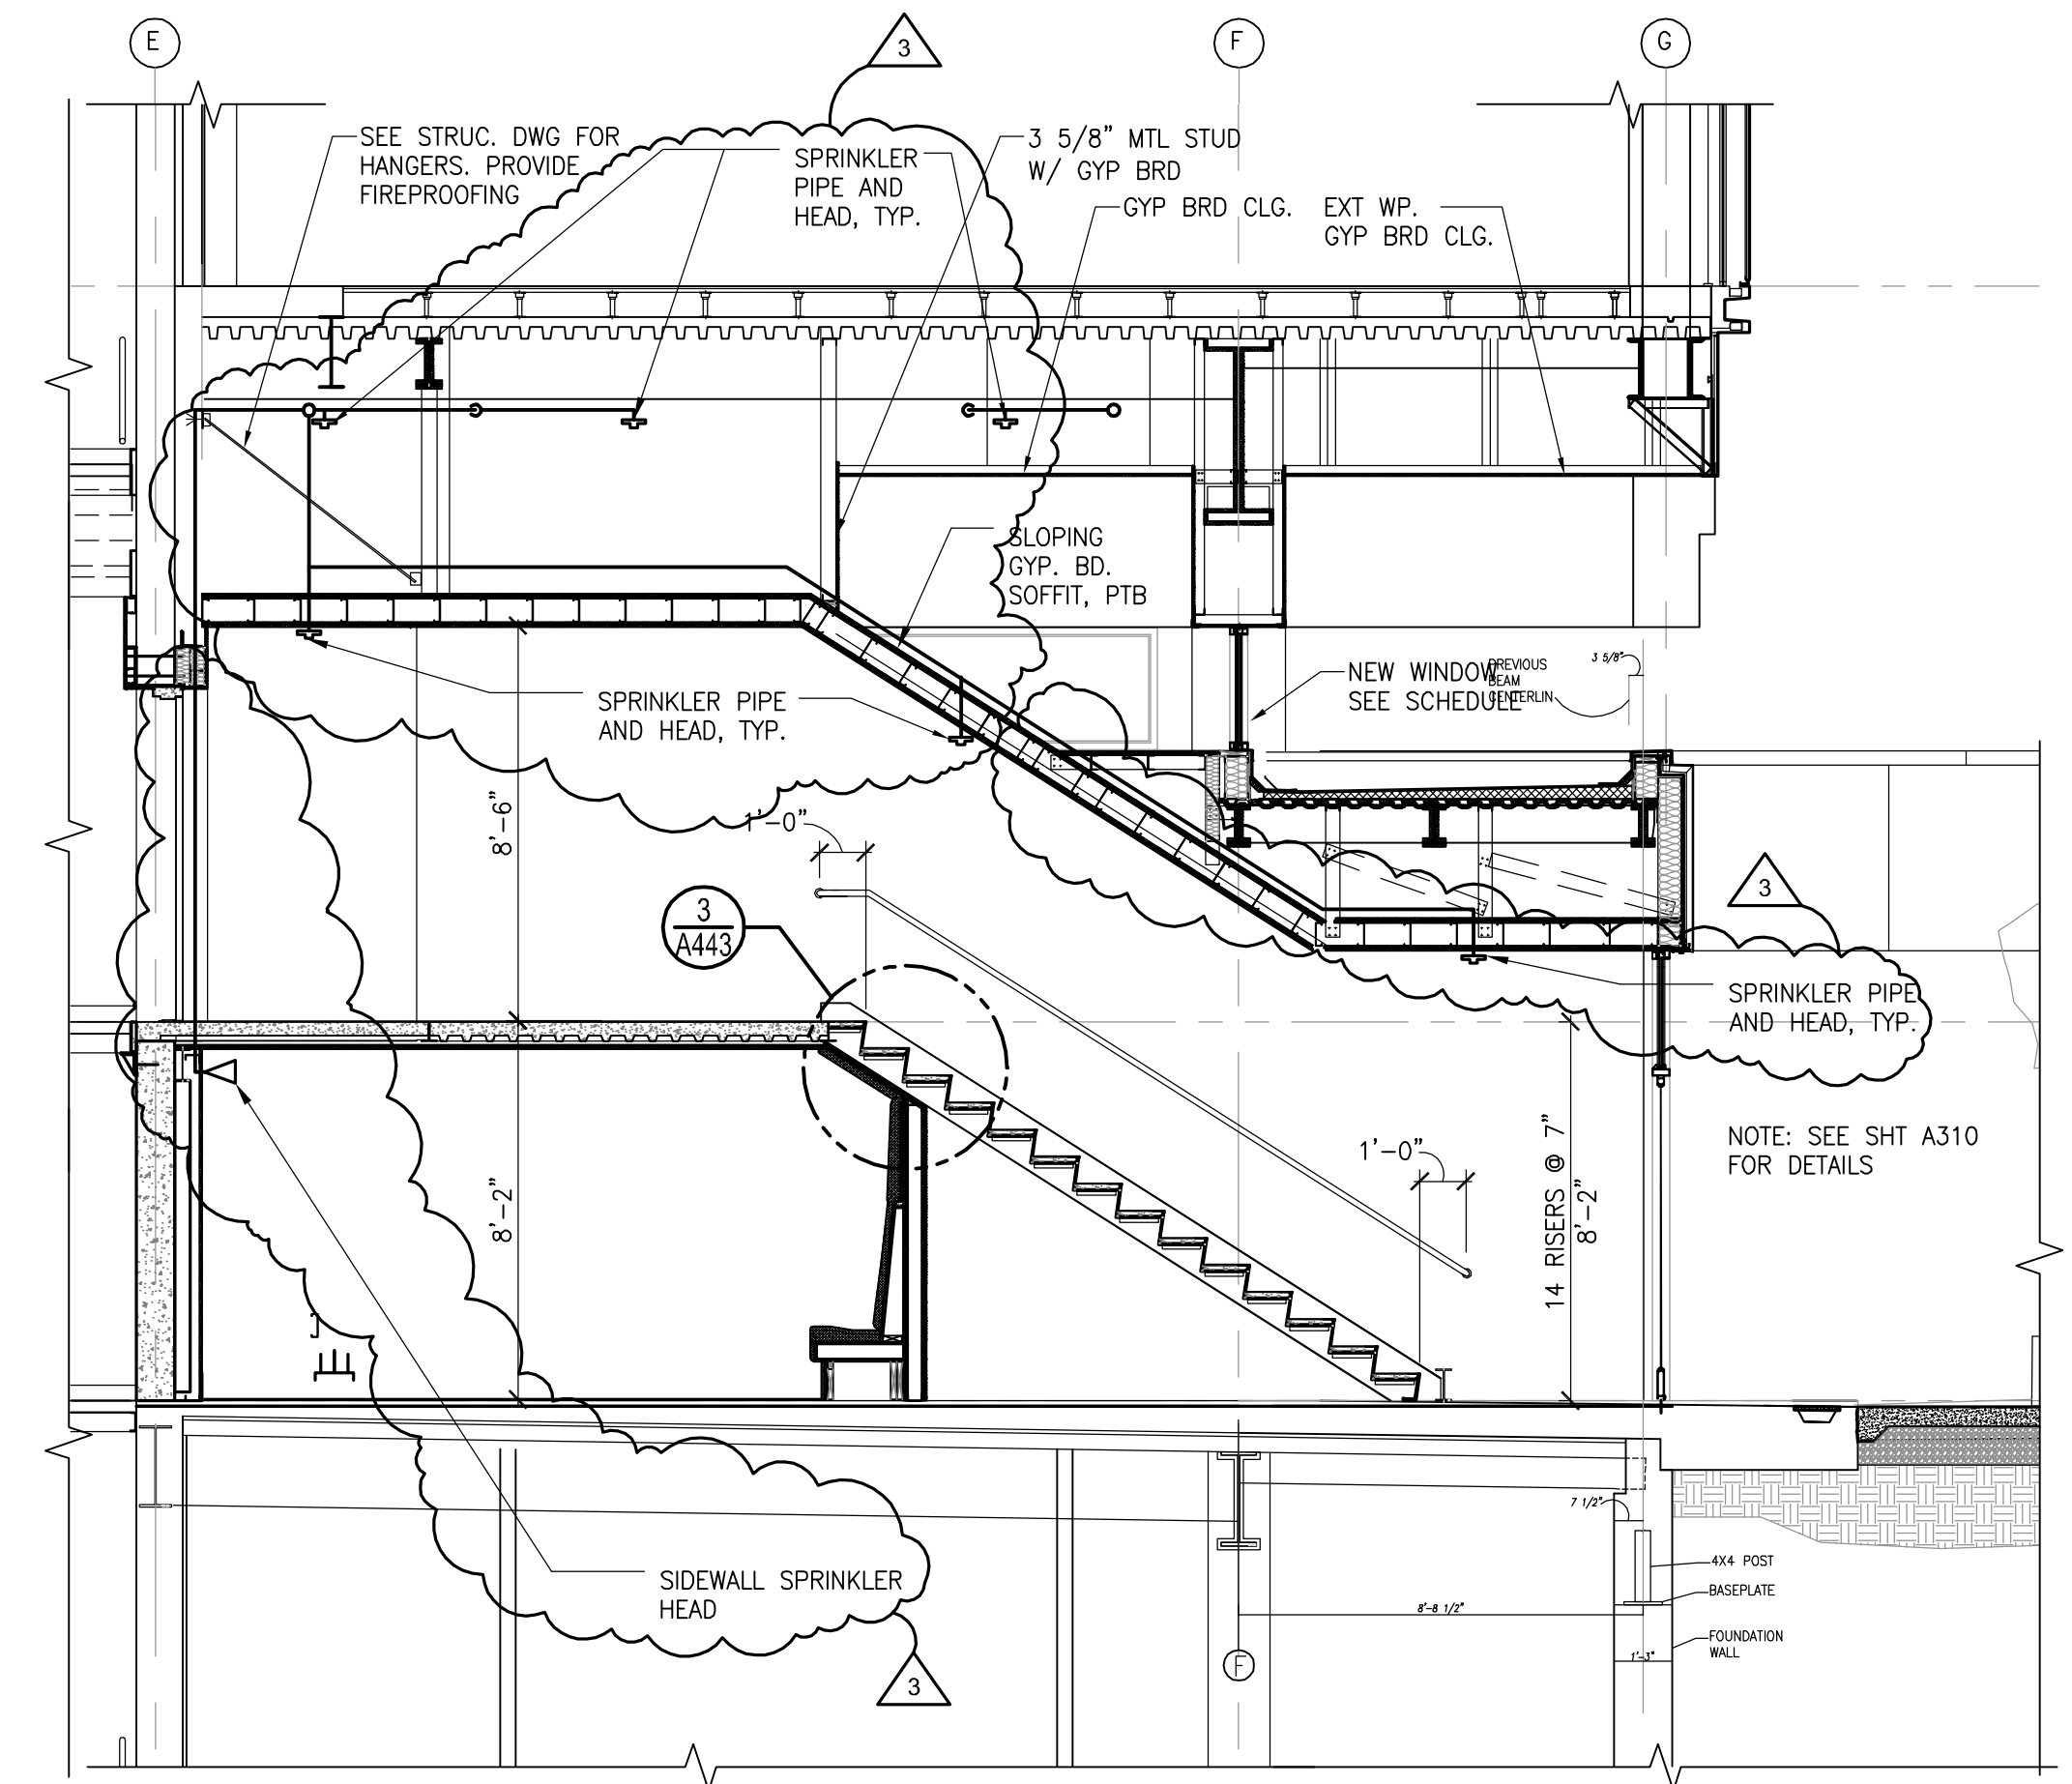 E
F
G
3
SEE STRUC. DWG FOR
HANGERS. PROVIDE
FIREPROOFING
SPRINKLER
PIPE AND
HEAD, TYP.
3 5/8" MTL STUD
W/ GYP BRD
GYP BRD CLG.
EXT WP.
GYP BRD CLG.
SLOPING
GYP. BD.
SOFFIT, PTB
SPRINKLER PIPE
AND HEAD, TYP.
NEW WINDOW
SEE SCHEDULE
PREVIOUS
BEAM
CENTERLIN
3 5/8"
8'-6"
1'-0"
3
A443
3
SPRINKLER PIPE
AND HEAD, TYP.
NOTE: SEE SHT A310
FOR DETAILS
8'-2"
1'-0"
14 RISERS @ 7"
8'-2"
SIDEWALL SPRINKLER
HEAD
3
7 1/2"
4X4 POST
BASEPLATE
8'-8 1/2"
FOUNDATION
WALL
1'-3"
F